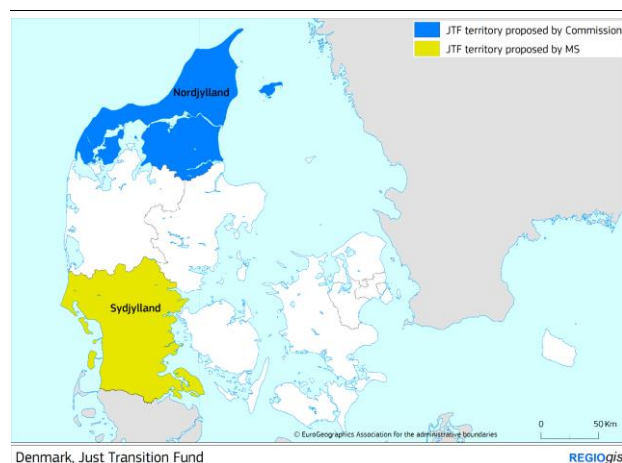 JTF territory proposed by Commission
JTF territory proposed by MS
Nordjylland
Sydjylland
© EuroGeographics Association for the administrative boundaries
0 50 Km
Denmark, Just Transition Fund
REGIOgis